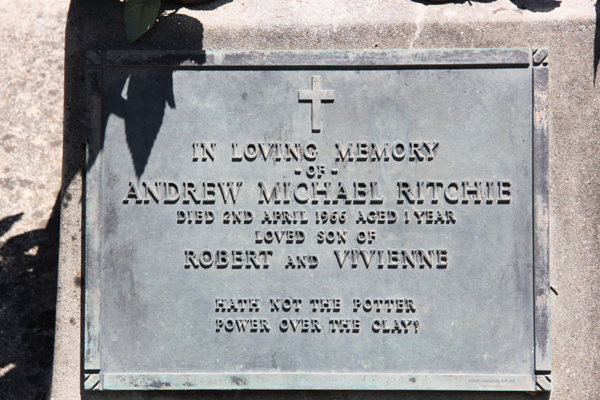 IN LOVING MEMORY
- OF -
ANDREW MICHAEL RITCHIE
DIED 2ND APRIL 1966 AGED 1 YEAR
LOVED SON OF
ROBERT AND VIVIENNE
HATH NOT THE POTTER
POWER OVER THE CLAY?